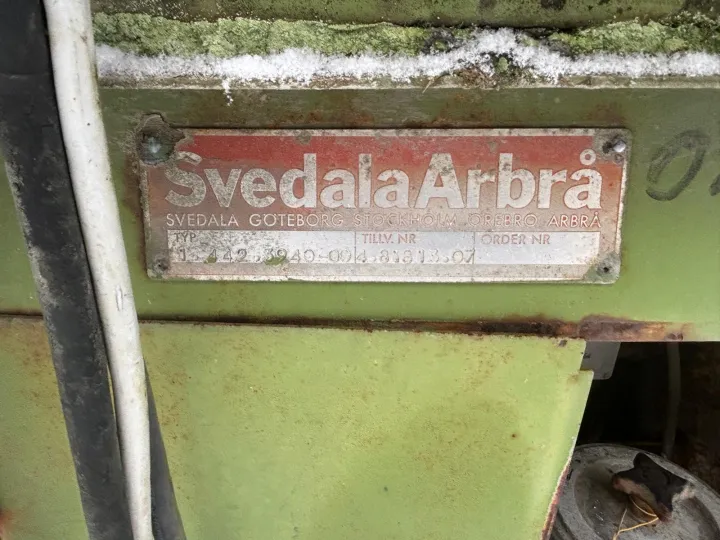 SvedalaArbrå
SVEDALA GÖTEBORG STOCKHOLM ÖREBRO ARBRÅ
TYP TILLV. NR ORDER NR